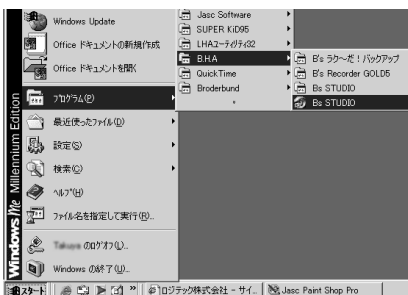 Windows Update
Office ドキュメントの新規作成
Office ドキュメントを開く
プログラム(P)
最近使ったファイル(D)
設定(S)
検索(C)
ヘルプ(H)
ファイル名を指定して実行(R)...
のログオフ(L)...
Windows の終了(U)...
Windows Me Millennium Edition
Jasc Software
SUPER KiD95
LHAユーティリティ32
B.H.A
QuickTime
Broderbund
B's ラク～だ！バックアップ
B's Recorder GOLD5
Bs STUDIO
Bs STUDIO
スタート
ロジテック株式会社 - サイ...
Jasc Paint Shop Pro